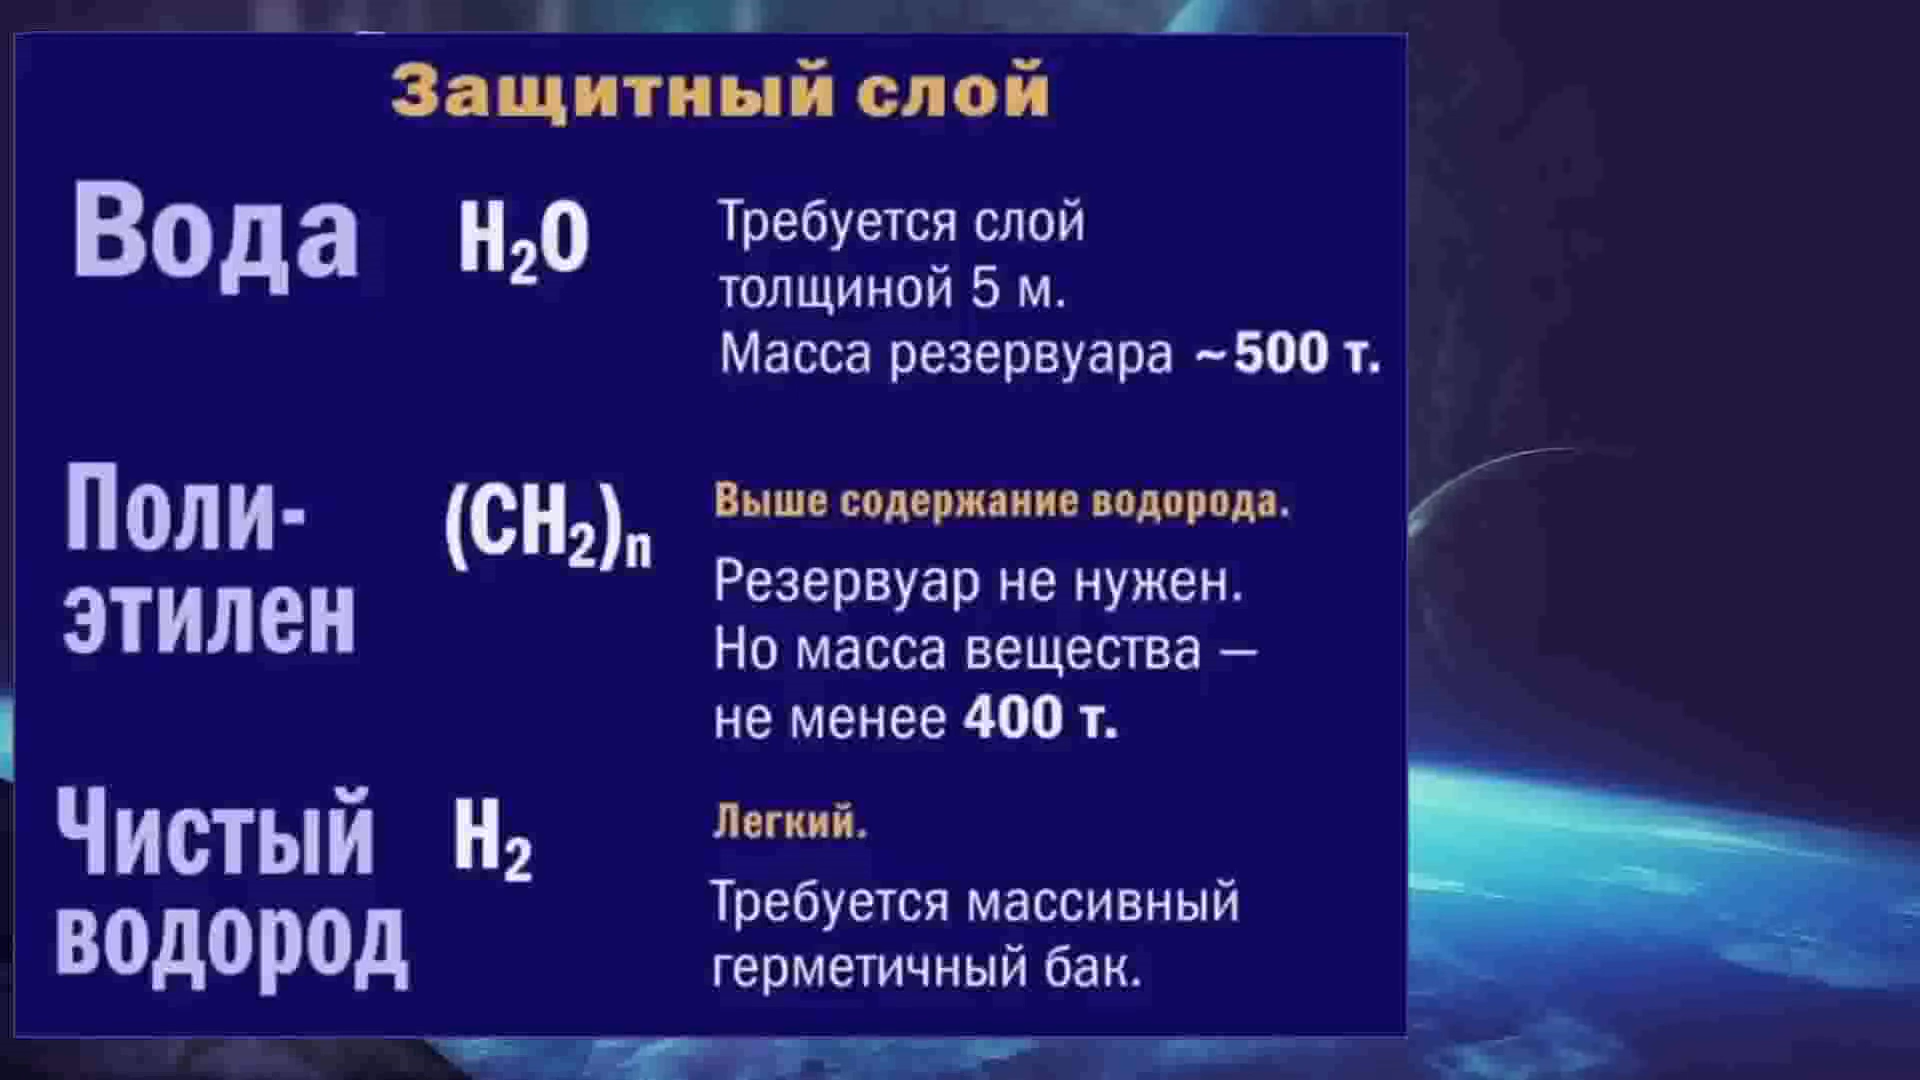 Защитный слой
Вода H₂O
Требуется слой
толщиной 5 м.
Масса резервуара ~500 т.
Поли-
этилен
(CH₂)ₙ
Выше содержание водорода.
Резервуар не нужен.
Но масса вещества —
не менее 400 т.
Чистый
водород
H₂
Легкий.
Требуется массивный
герметичный бак.